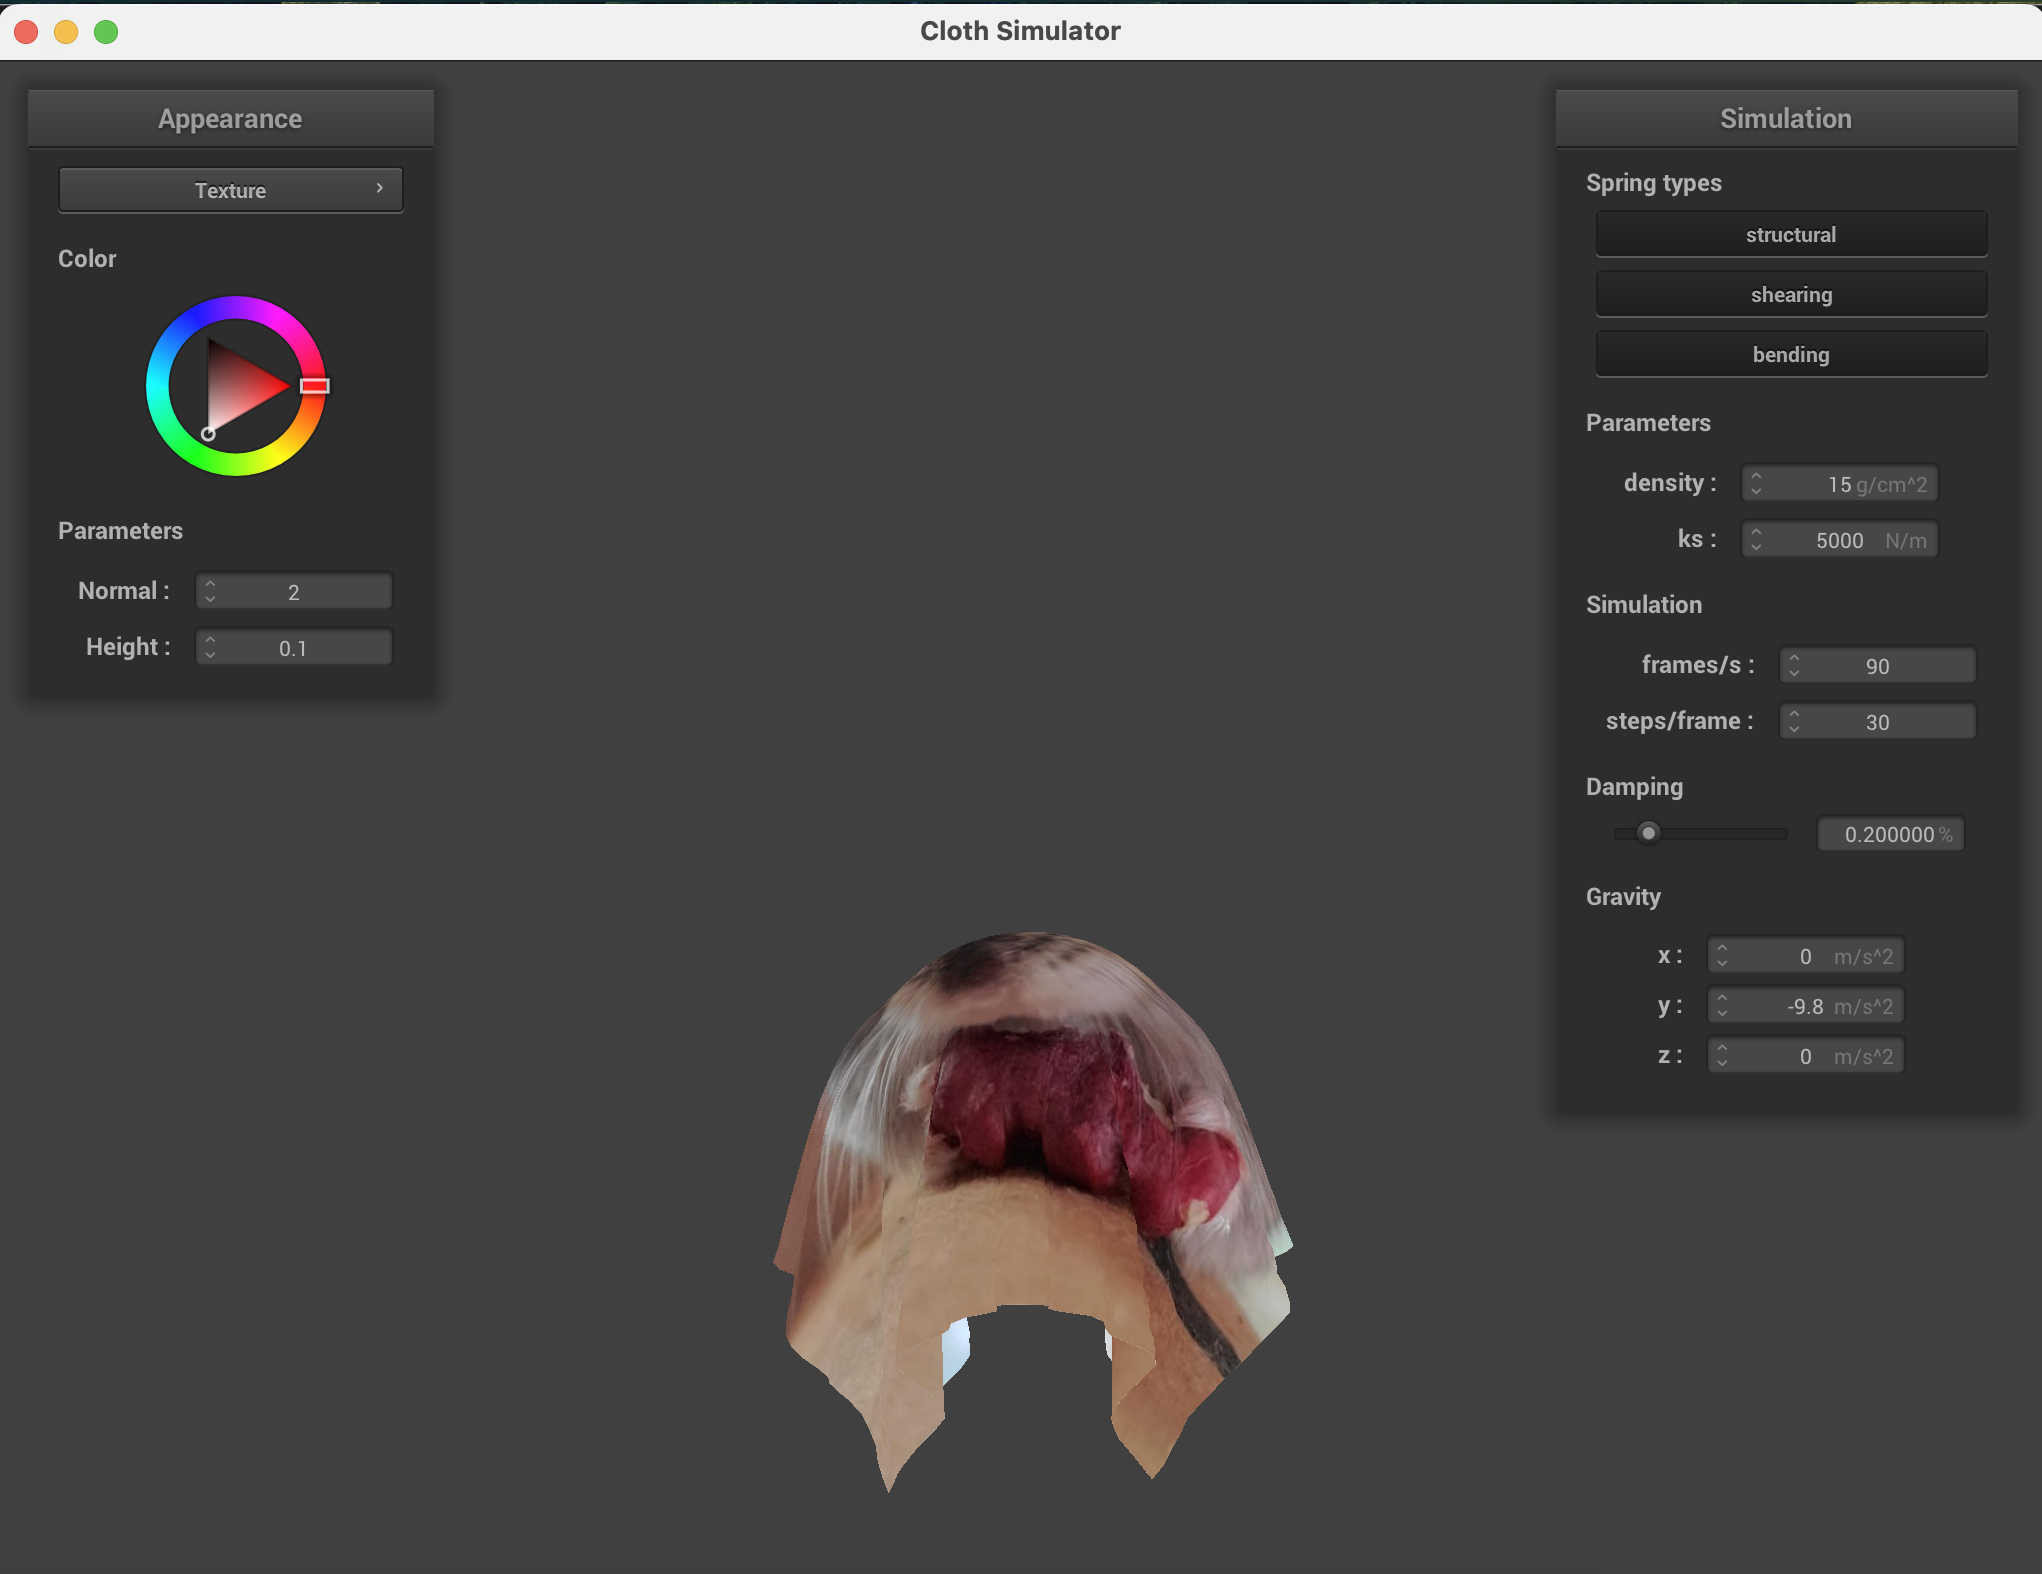 Cloth Simulator
Appearance
Texture
Color
Parameters
Normal : 2
Height : 0.1
Simulation
Spring types
structural
shearing
bending
Parameters
density : 15 g/cm^2
ks : 5000 N/m
Simulation
frames/s : 90
steps/frame : 30
Damping
0.200000 %
Gravity
x : 0 m/s^2
y : -9.8 m/s^2
z : 0 m/s^2